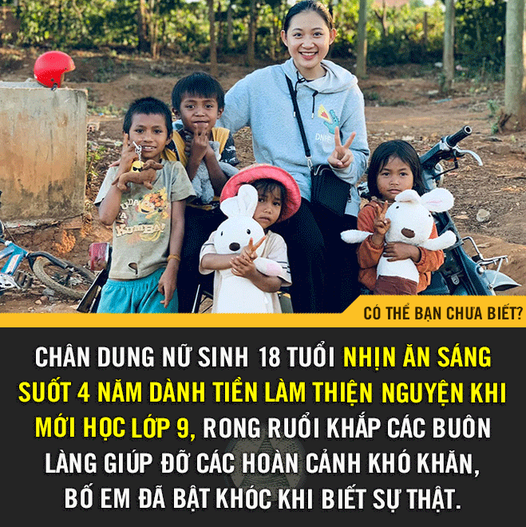 CÓ THỂ BẠN CHƯA BIẾT?
CHÂN DUNG NỮ SINH 18 TUỔI NHỊN ĂN SÁNG
SUỐT 4 NĂM DÀNH TIỀN LÀM THIỆN NGUYỆN KHI
MỚI HỌC LỚP 9, RONG RUỔI KHẮP CÁC BUÔN
LÀNG GIÚP ĐỠ CÁC HOÀN CẢNH KHÓ KHĂN,
BỐ EM ĐÃ BẬT KHÓC KHI BIẾT SỰ THẬT.